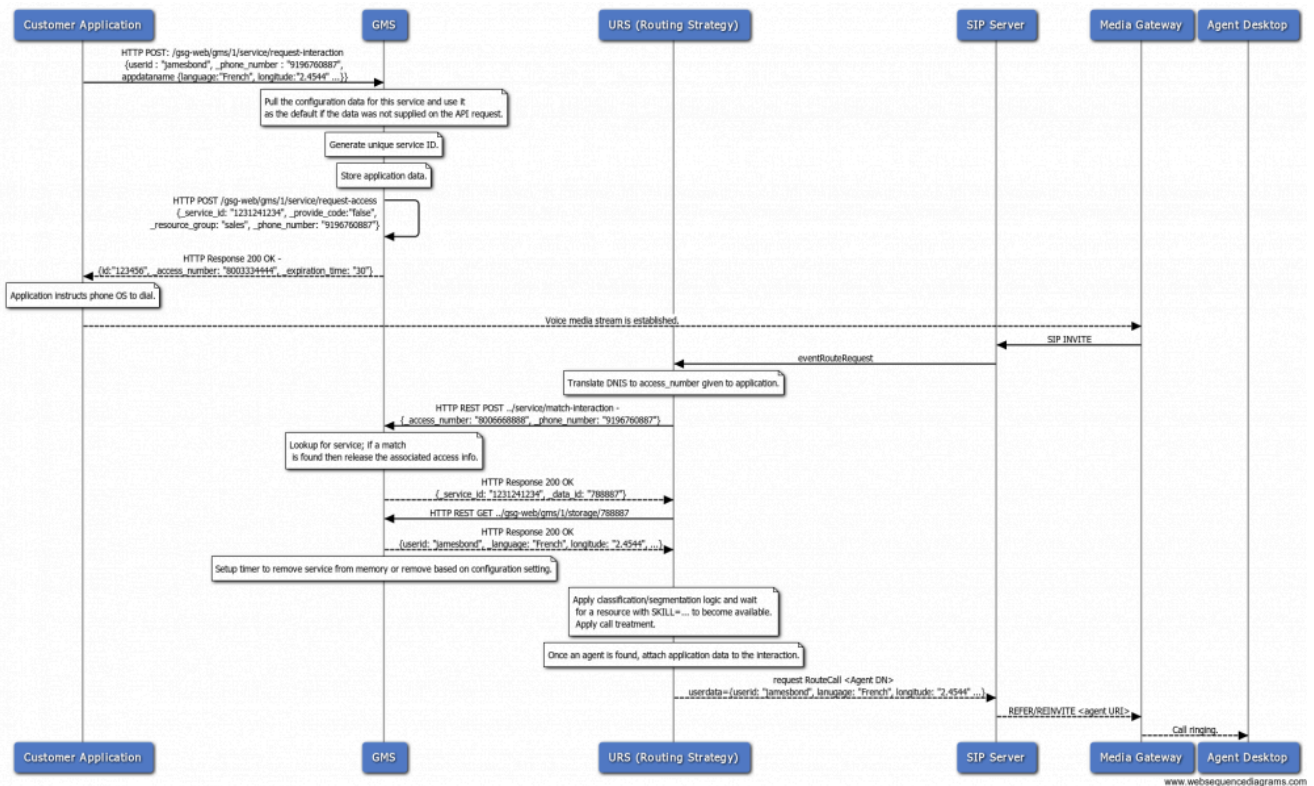 Customer Application
GMS
URS (Routing Strategy)
SIP Server
Media Gateway
Agent Desktop
HTTP POST: /gsg-web/gms/1/service/request-interaction
{userid : "jamesbond", _phone_number : "9196760887",
appdataname {language:"French", longitude:"2.4544" ...}}
Pull the configuration data for this service and use it
as the default if the data was not supplied on the API request.
Generate unique service ID.
Store application data.
HTTP POST /gsg-web/gms/1/service/request-access
{_service_id: "1231241234", _provide_code:"false",
_resource_group: "sales", _phone_number: "9196760887"}
HTTP Response 200 OK -
{id:"123456", _access_number: "8003334444", _expiration_time: "30"}
Application instructs phone OS to dial.
Voice media stream is established.
SIP INVITE
eventRouteRequest
Translate DNIS to access_number given to application.
HTTP REST POST ../service/match-interaction -
{_access_number: "8006668888", _phone_number: "9196760887"}
Lookup for service; if a match
is found then release the associated access info.
HTTP Response 200 OK
{_service_id: "1231241234", _data_id: "788887"}
HTTP REST GET ../gsg-web/gms/1/storage/788887
HTTP Response 200 OK
{userid: "jamesbond", _language: "French", longitude: "2.4544", ...}
Setup timer to remove service from memory or remove based on configuration setting.
Apply classification/segmentation logic and wait
for a resource with SKILL=... to become available.
Apply call treatment.
Once an agent is found, attach application data to the interaction.
request RouteCall <Agent DN>
userdata={userid: "jamesbond", lanugage: "French", longitude: "2.4544" ...}
REFER/REINVITE <agent URI>
Call ringing.
Customer Application
GMS
URS (Routing Strategy)
SIP Server
Media Gateway
Agent Desktop
www.websequencediagrams.com